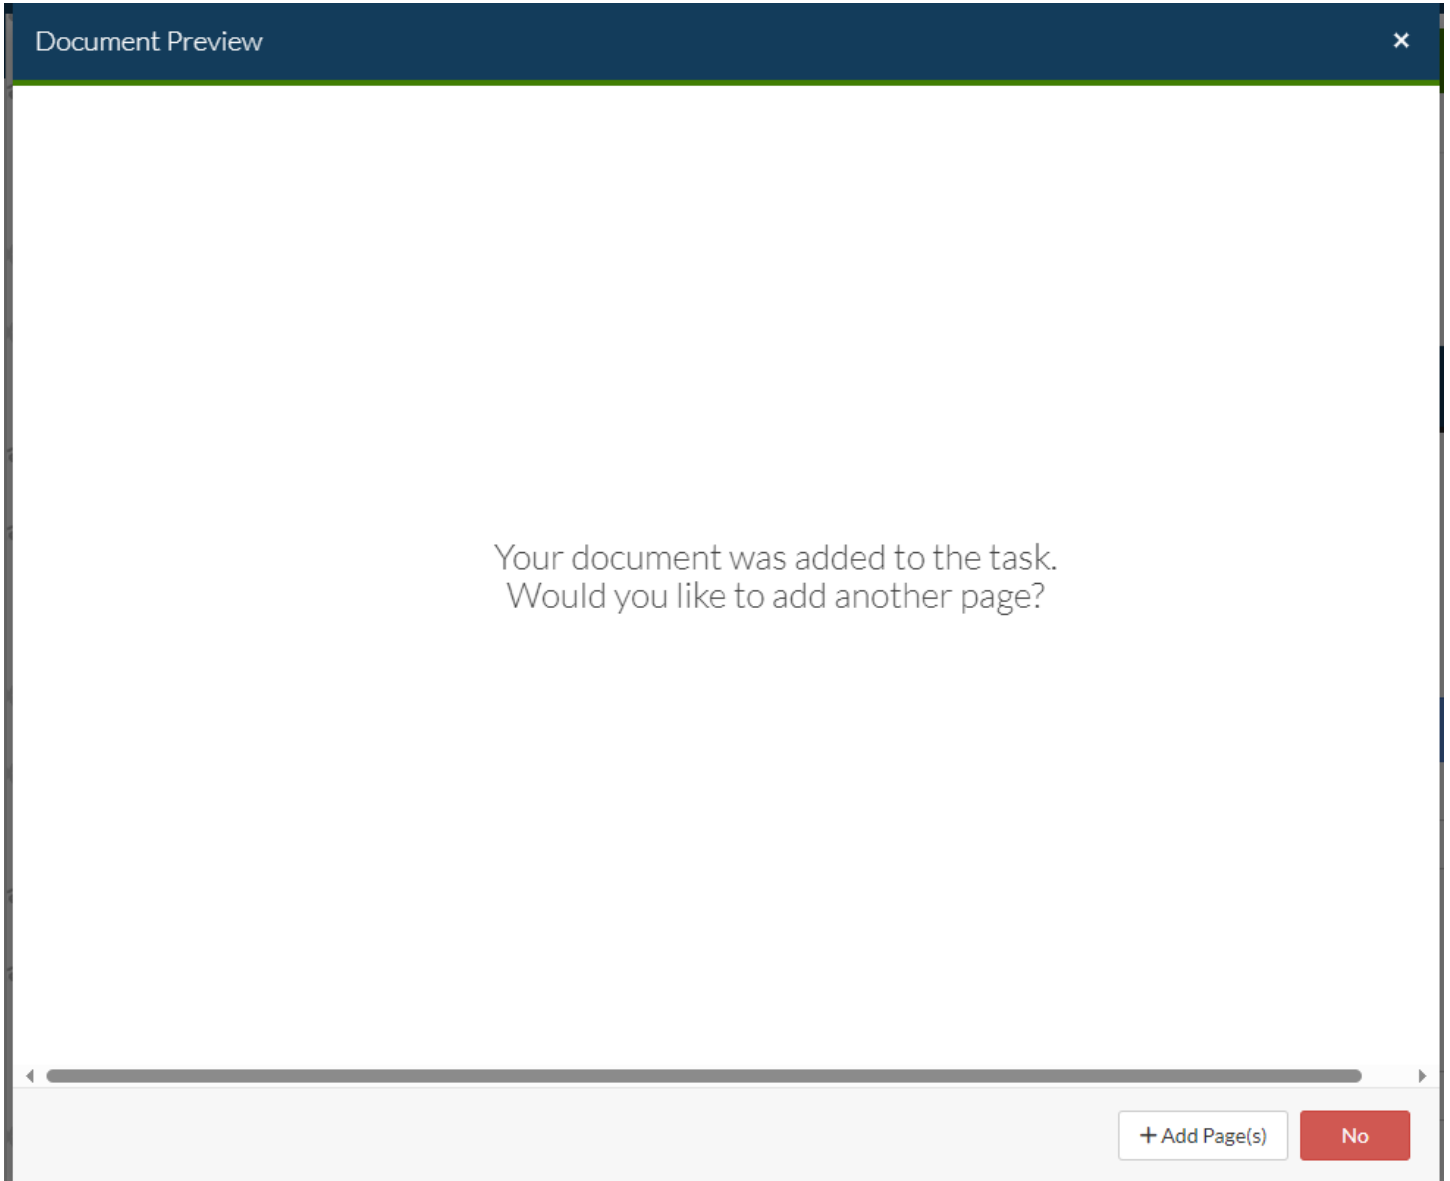 Document Preview
×
Your document was added to the task.
Would you like to add another page?
+ Add Page(s)
No